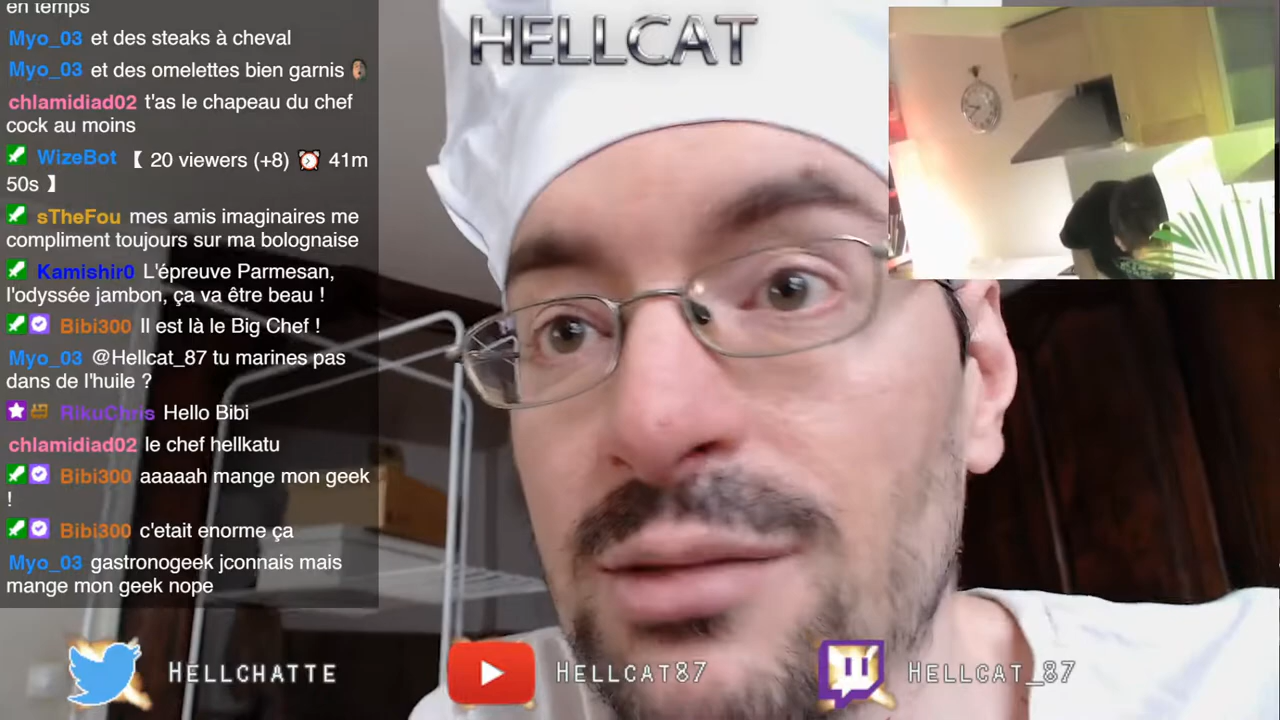 en temps
Myo_03 et des steaks à cheval
Myo_03 et des omelettes bien garnis
chlamidiad02 t'as le chapeau du chef
cock au moins
WizeBot 【 20 viewers (+8) ⏰ 41m
50s 】
sTheFou mes amis imaginaires me
compliment toujours sur ma bolognaise
Kamishir0 L'épreuve Parmesan,
l'odyssée jambon, ça va être beau !
Bibi300 Il est là le Big Chef !
Myo_03 @Hellcat_87 tu marines pas
dans de l'huile ?
RikuChris Hello Bibi
chlamidiad02 le chef hellkatu
Bibi300 aaaaah mange mon geek
!
Bibi300 c'etait enorme ça
Myo_03 gastronogeek jconnais mais
mange mon geek nope
HELLCAT
HELLCHATTE
HELLCAT87
HELLCAT_87